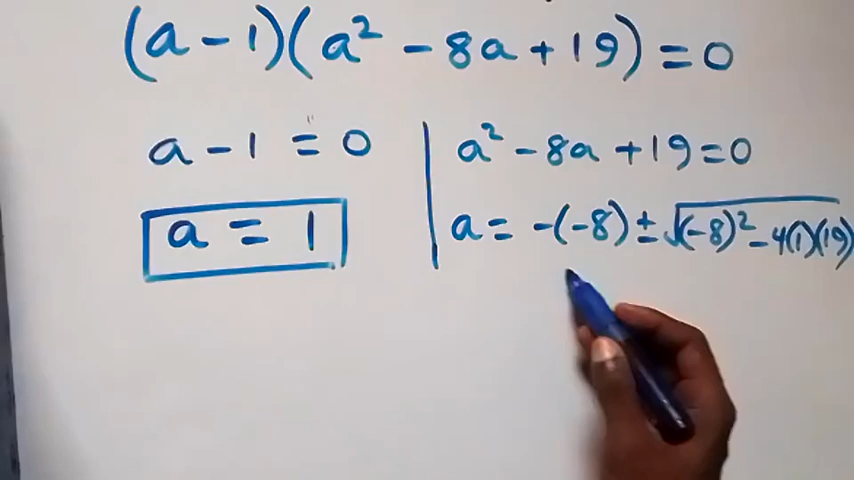 (a - 1)(a² - 8a + 19) = 0
a - 1 = 0
a = 1
a² - 8a + 19 = 0
a = -(-8) ± √(-8)² - 4(1)(19)